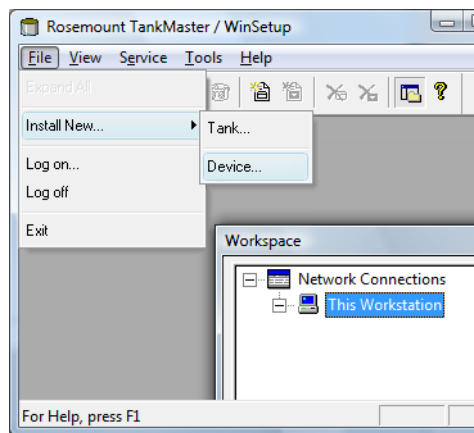 Rosemount TankMaster / WinSetup
File View Service Tools Help
Expand All
Install New...
Tank...
Device...
Log on...
Log off
Exit
Workspace
Network Connections
This Workstation
For Help, press F1